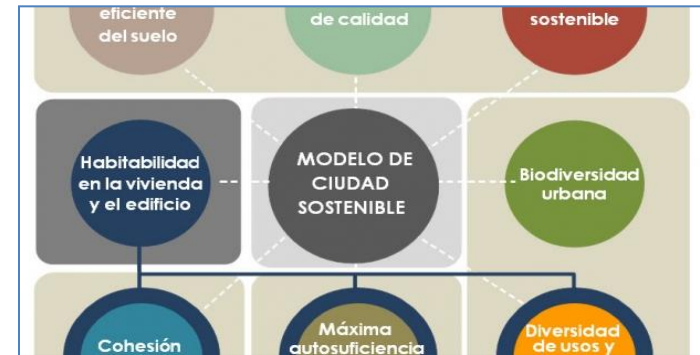 eficiente
del suelo
de calidad
sostenible
Habitabilidad
en la vivienda
y el edificio
MODELO DE
CIUDAD
SOSTENIBLE
Biodiversidad
urbana
Cohesión
Máxima
autosuficiencia
Diversidad
de usos y